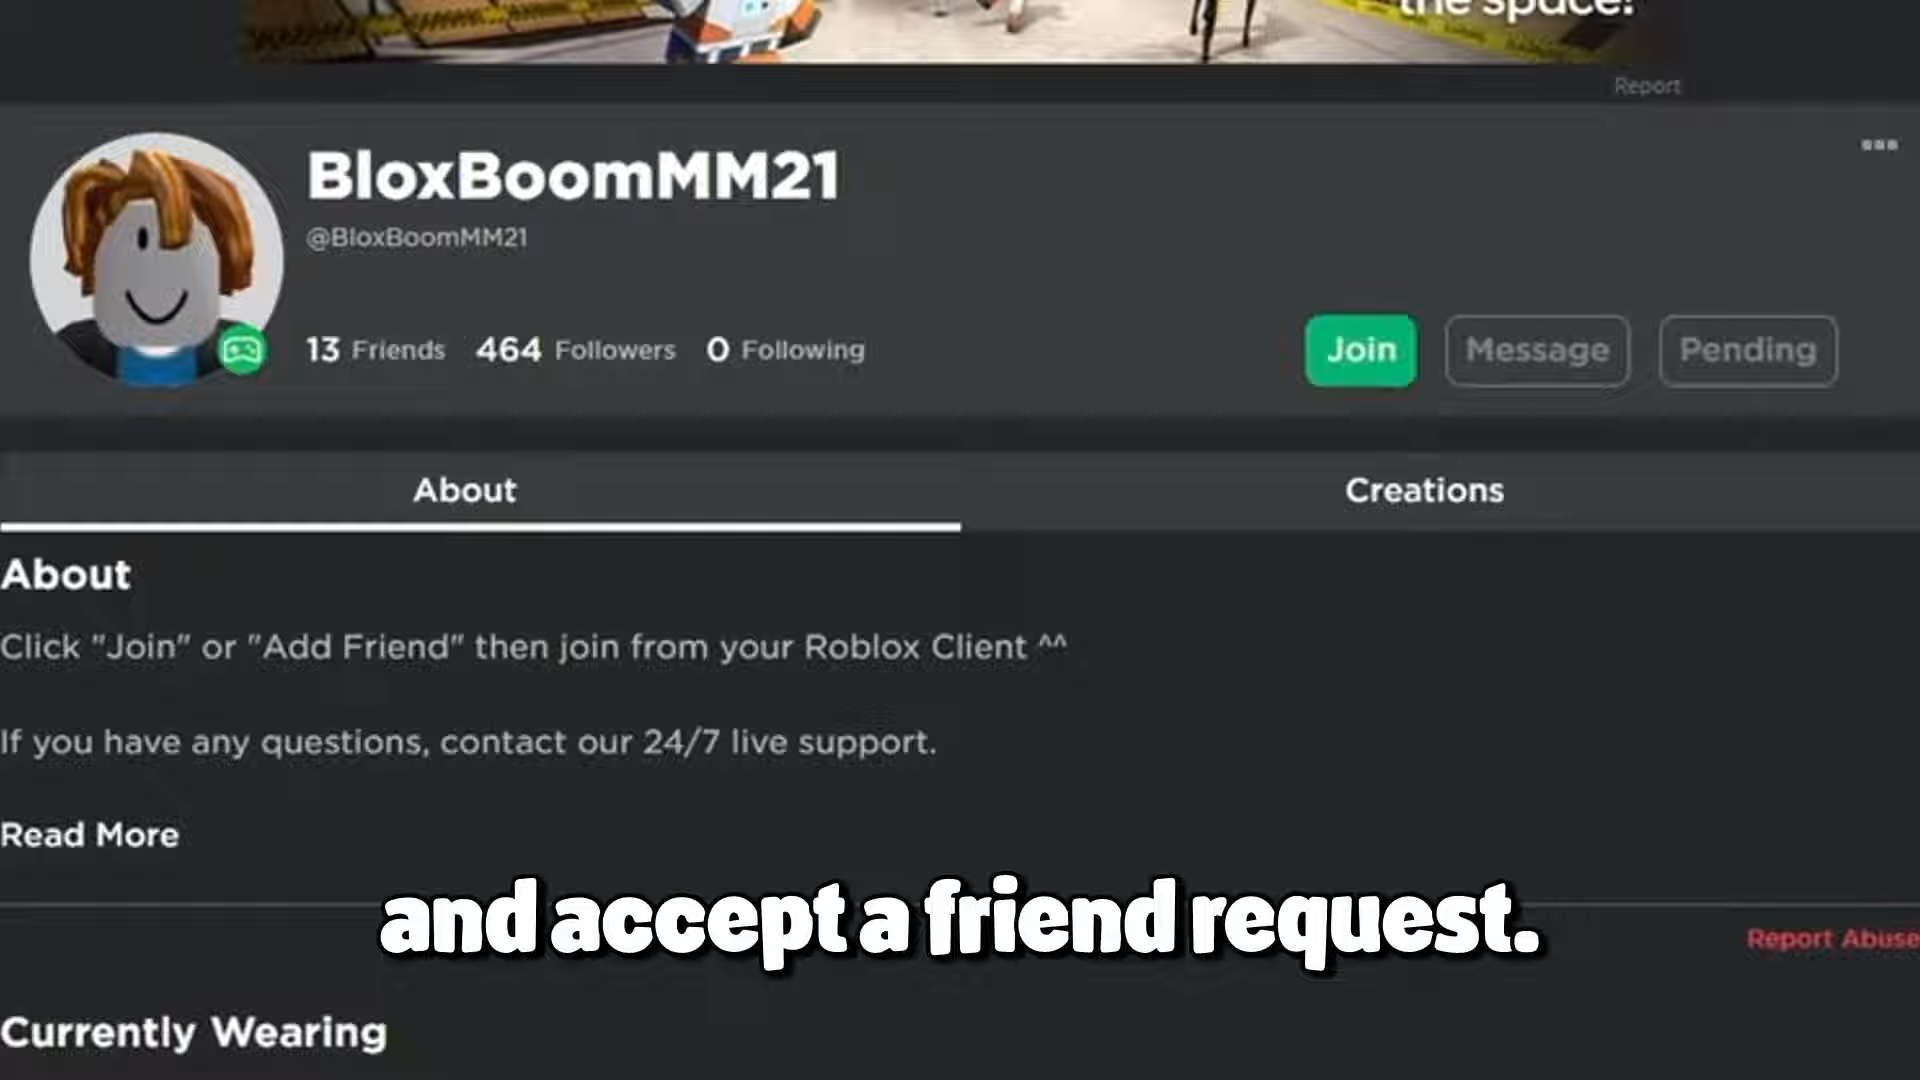 the space!
Report
BloxBoomMM21
@BloxBoomMM21
13 Friends 464 Followers 0 Following
Join Message Pending
About Creations
About
Click "Join" or "Add Friend" then join from your Roblox Client ^^
If you have any questions, contact our 24/7 live support.
Read More
and accept a friend request.
Report Abuse
Currently Wearing